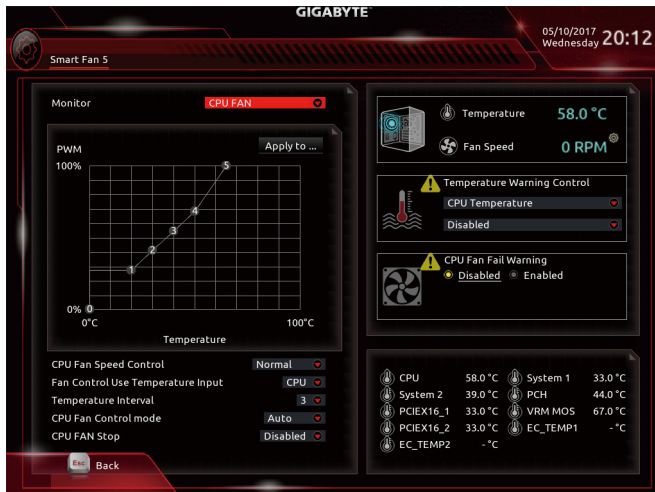 GIGABYTE™
05/10/2017
Wednesday 20:12
Smart Fan 5
Monitor CPU FAN
PWM Apply to ...
100%
5
4
3
2
1
0% 0
0°C 100°C
Temperature
CPU Fan Speed Control Normal
Fan Control Use Temperature Input CPU
Temperature Interval 3
CPU Fan Control mode Auto
CPU FAN Stop Disabled
Esc Back
Temperature 58.0 °C
Fan Speed 0 RPM
Temperature Warning Control
CPU Temperature
Disabled
CPU Fan Fail Warning
Disabled Enabled
CPU 58.0 °C System 1 33.0 °C
System 2 39.0 °C PCH 44.0 °C
PCIEX16_1 33.0 °C VRM MOS 67.0 °C
PCIEX16_2 33.0 °C EC_TEMP1 - °C
EC_TEMP2 - °C